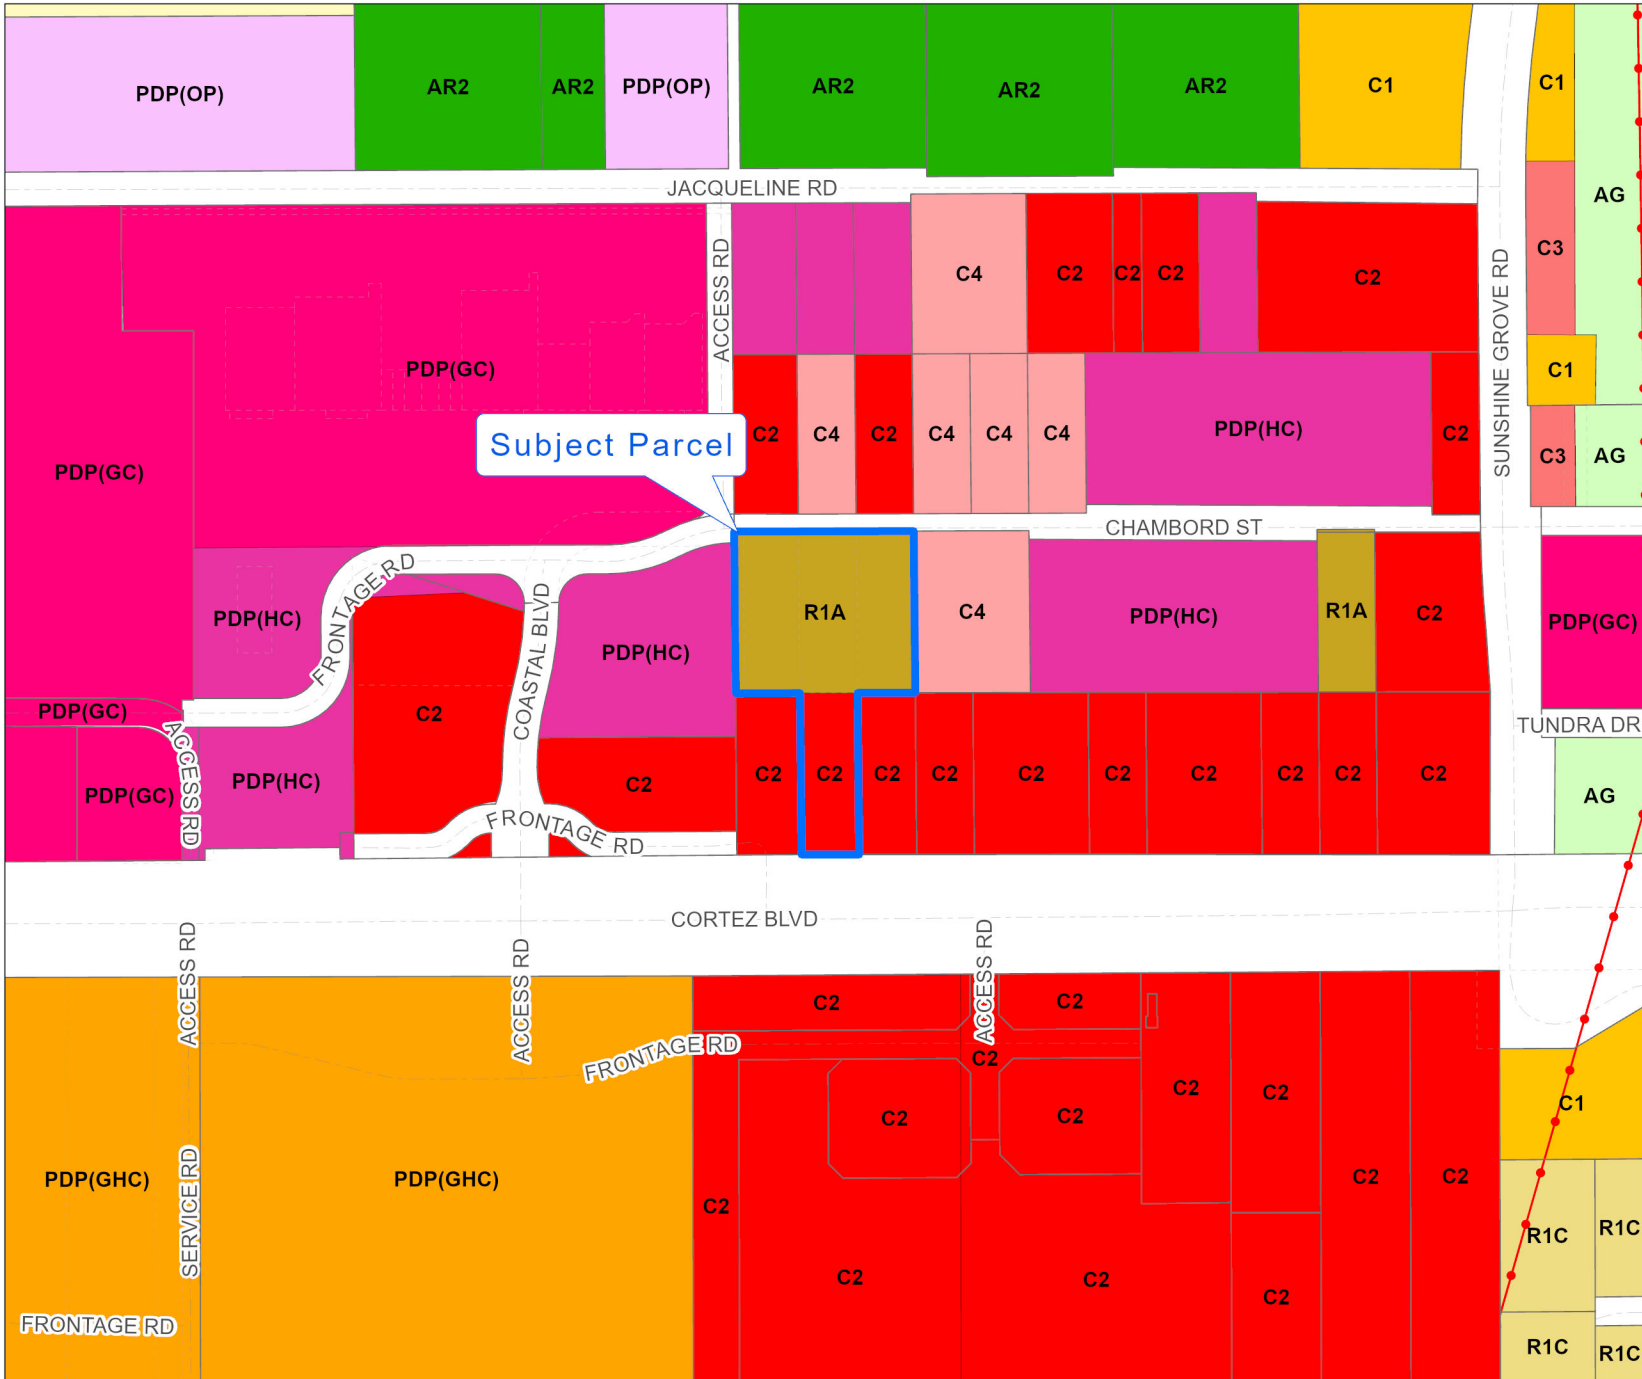 PDP(OP)
AR2
AR2
PDP(OP)
AR2
AR2
AR2
C1
C1
AG
JACQUELINE RD
C3
ACCESS RD
C4
C2
C2
C2
C2
SUNSHINE GROVE RD
PDP(GC)
C1
Subject Parcel
C2
C4
C2
C4
C4
C4
PDP(HC)
C2
C3
AG
PDP(GC)
CHAMBORD ST
FRONTAGE RD
PDP(HC)
COASTAL BLVD
PDP(HC)
R1A
C4
PDP(HC)
R1A
C2
PDP(GC)
PDP(GC)
C2
TUNDRA DR
ACCESS RD
PDP(GC)
PDP(HC)
C2
C2
C2
C2
C2
C2
C2
C2
C2
C2
C2
AG
FRONTAGE RD
CORTEZ BLVD
ACCESS RD
ACCESS RD
ACCESS RD
C2
C2
FRONTAGE RD
C2
C2
C2
C2
C2
C1
PDP(GHC)
SERVICE RD
PDP(GHC)
C2
C2
C2
R1C
R1C
C2
C2
C2
FRONTAGE RD
R1C
R1C